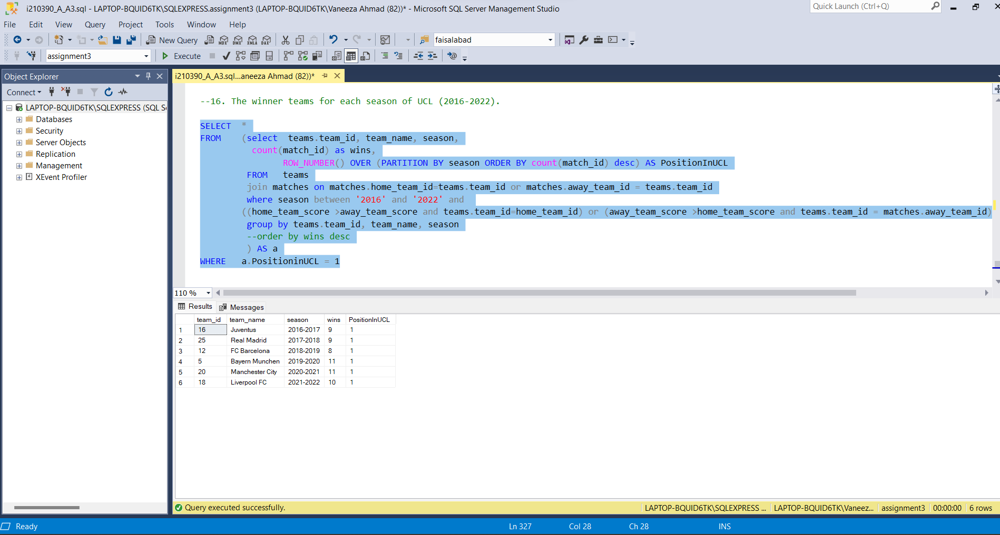 i210390_A_A3.sql - LAPTOP-BQUID6TK\SQLEXPRESS.assignment3 (LAPTOP-BQUID6TK\Vaneeza Ahmad (82))* - Microsoft SQL Server Management Studio
Quick Launch (Ctrl+Q)
File Edit View Query Project Tools Window Help
New Query MDX DMX XMLA DAX faisalabad
assignment3 Execute
Object Explorer
i210390_A_A3.sql...aneeza Ahmad (82))*
Connect
LAPTOP-BQUID6TK\SQLEXPRESS (SQL S
Databases
Security
Server Objects
Replication
Management
XEvent Profiler
--16. The winner teams for each season of UCL (2016-2022).
SELECT *
FROM (select teams.team_id, team_name, season,
count(match_id) as wins,
ROW_NUMBER() OVER (PARTITION BY season ORDER BY count(match_id) desc) AS PositionInUCL
FROM teams
join matches on matches.home_team_id=teams.team_id or matches.away_team_id = teams.team_id
where season between '2016' and '2022' and
((home_team_score >away_team_score and teams.team_id=home_team_id) or (away_team_score >home_team_score and teams.team_id = matches.away_team_id)
group by teams.team_id, team_name, season
--order by wins desc
) AS a
WHERE a.PositioninUCL = 1
110 %
Results Messages
team_id team_name season wins PositionInUCL
1 16 Juventus 2016-2017 9 1
2 25 Real Madrid 2017-2018 9 1
3 12 FC Barcelona 2018-2019 8 1
4 5 Bayern Munchen 2019-2020 11 1
5 20 Manchester City 2020-2021 11 1
6 18 Liverpool FC 2021-2022 10 1
Query executed successfully.
LAPTOP-BQUID6TK\SQLEXPRESS ... LAPTOP-BQUID6TK\Vaneez... assignment3 00:00:00 6 rows
Ready Ln 327 Col 28 Ch 28 INS